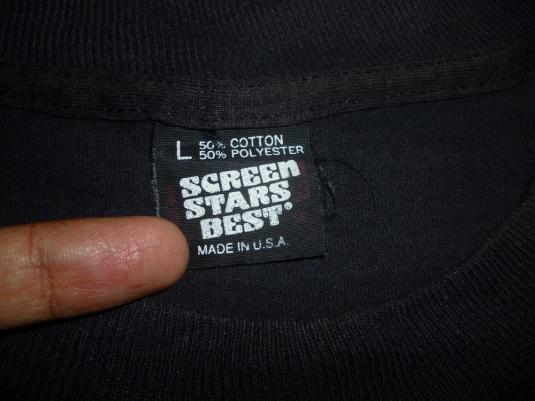 L 50% COTTON
50% POLYESTER
SCREEN
STARS
BEST®
MADE IN U.S.A.